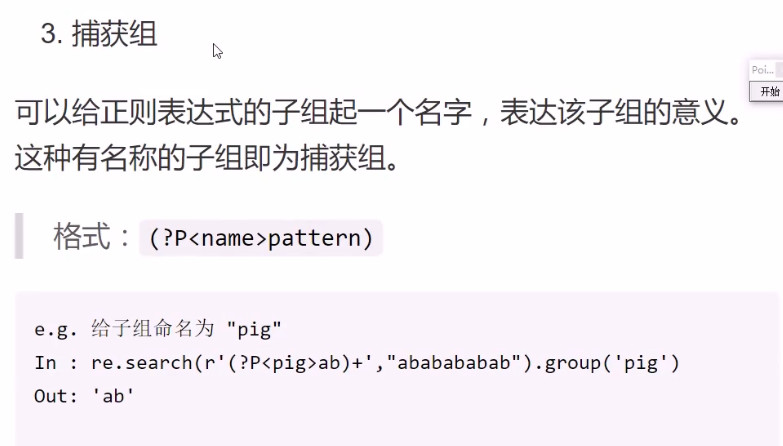 3. 捕获组
Poi...
开始
可以给正则表达式的子组起一个名字，表达该子组的意义。
这种有名称的子组即为捕获组。
格式：(?P<name>pattern)
e.g. 给子组命名为 "pig"
In : re.search(r'(?P<pig>ab)+',"ababababab").group('pig')
Out: 'ab'